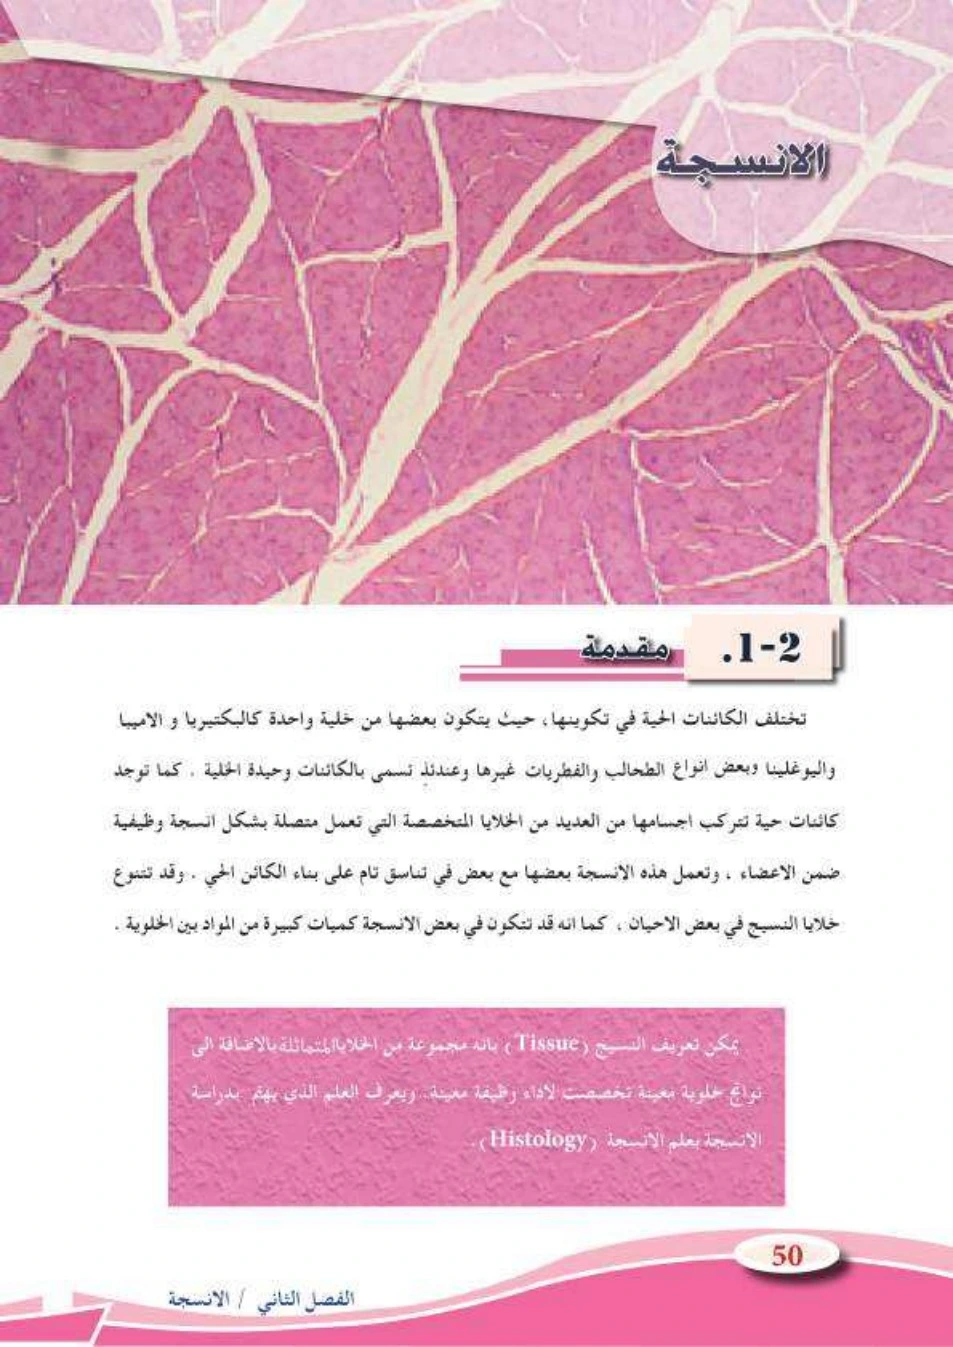 الانسجة
1-2. مقدمة
تختلف الكائنات الحية في تكوينها، حيث يتكون بعضها من خلية واحدة كالبكتيريا و الاميبا
واليوغلينا وبعض انواع الطحالب والفطريات غيرها وعندئذ تسمى بالكائنات وحيدة الخلية . كما توجد
كائنات حية تتركب اجسامها من العديد من الخلايا المتخصصة التي تعمل متصلة بشكل انسجة وظيفية
ضمن الاعضاء ، وتعمل هذه الانسجة بعضها مع بعض في تناسق تام على بناء الكائن الحي . وقد تتنوع
خلايا النسيج في بعض الاحيان ، كما انه قد تتكون في بعض الانسجة كميات كبيرة من المواد بين الخلوية .
يمكن تعريف النسيج (Tissue) بانه مجموعة من الخلايا المتماثلة بالاضافة الى
نواتج خلوية معينة تخصصت لاداء وظيفة معينة. ويعرف العلم الذي يهتم بدراسة
الانسجة بعلم الانسجة (Histology).
50
الفصل الثاني / الانسجة